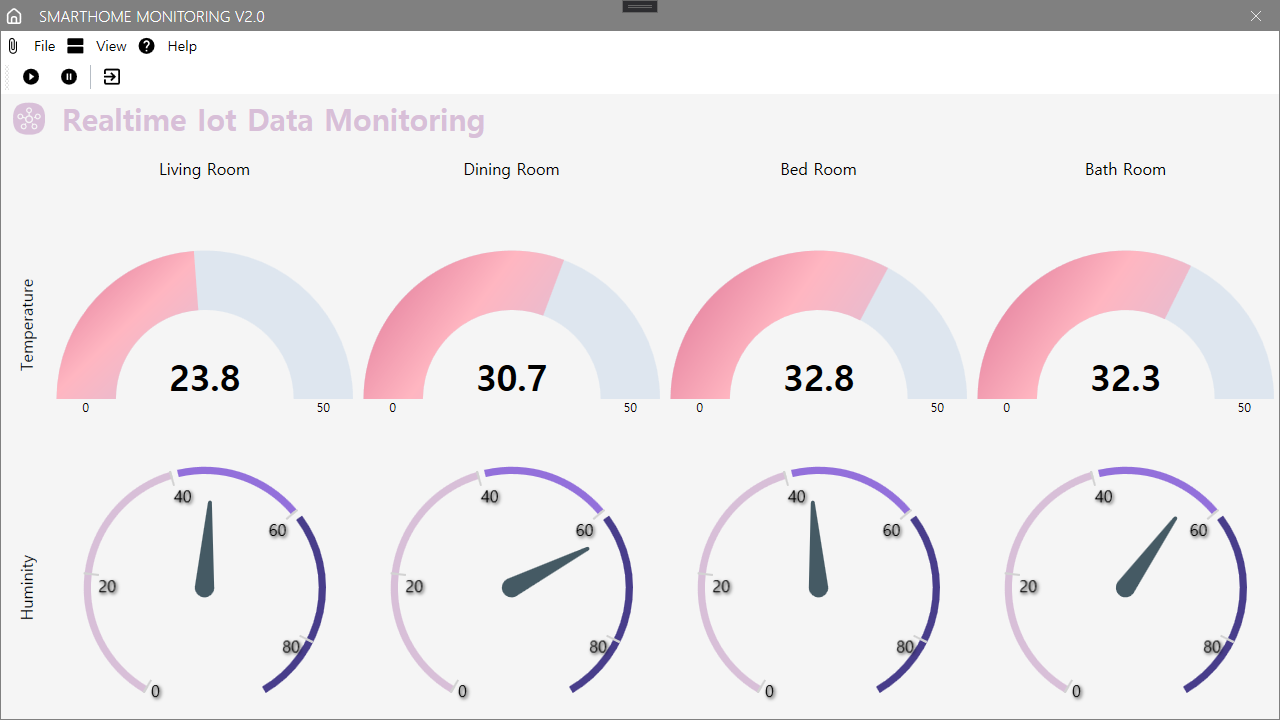 SMARTHOME MONITORING V2.0
File View Help
Realtime Iot Data Monitoring
Living Room Dining Room Bed Room Bath Room
Temperature
23.8 30.7 32.8 32.3
0 50 0 50 0 50 0 50
Huminity
40 40 40 40
60 60 60 60
20 20 20 20
80 80 80 80
0 0 0 0